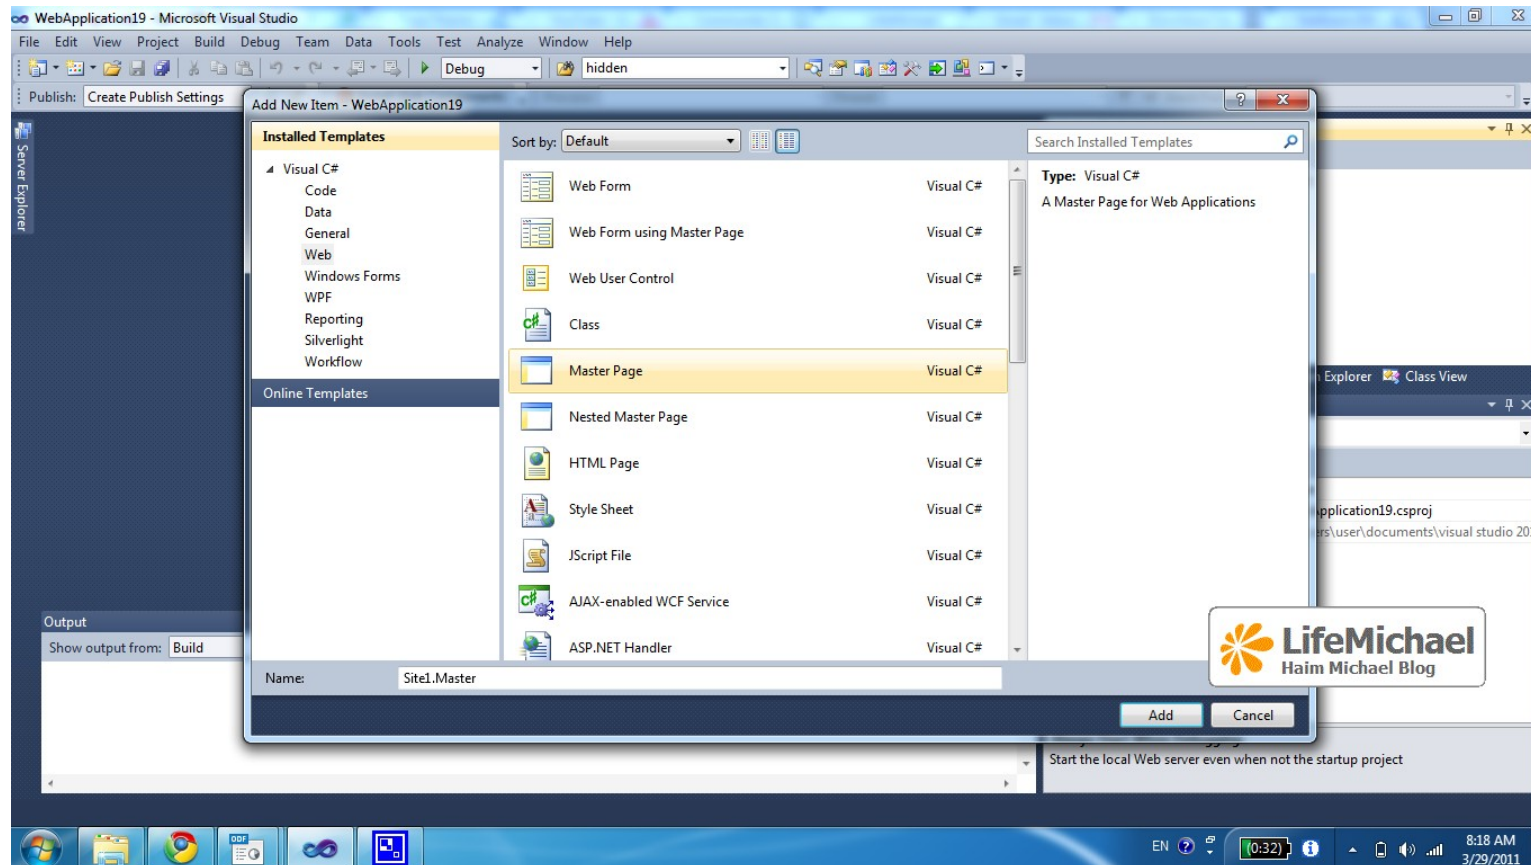 WebApplication19 - Microsoft Visual Studio
File Edit View Project Build Debug Team Data Tools Test Analyze Window Help
Debug hidden
Publish: Create Publish Settings
Add New Item - WebApplication19
Server Explorer
Installed Templates
Visual C#
Code
Data
General
Web
Windows Forms
WPF
Reporting
Silverlight
Workflow
Online Templates
Sort by: Default
Web Form Visual C#
Web Form using Master Page Visual C#
Web User Control Visual C#
Class Visual C#
Master Page Visual C#
Nested Master Page Visual C#
HTML Page Visual C#
Style Sheet Visual C#
JScript File Visual C#
AJAX-enabled WCF Service Visual C#
ASP.NET Handler Visual C#
Search Installed Templates
Type: Visual C#
A Master Page for Web Applications
Explorer Class View
pplication19.csproj
ers\user\documents\visual studio 20
Output
Show output from: Build
Name: Site1.Master
Add Cancel
LifeMichael
Haim Michael Blog
Start the local Web server even when not the startup project
ODF
EN (0:32) 8:18 AM
3/29/2011